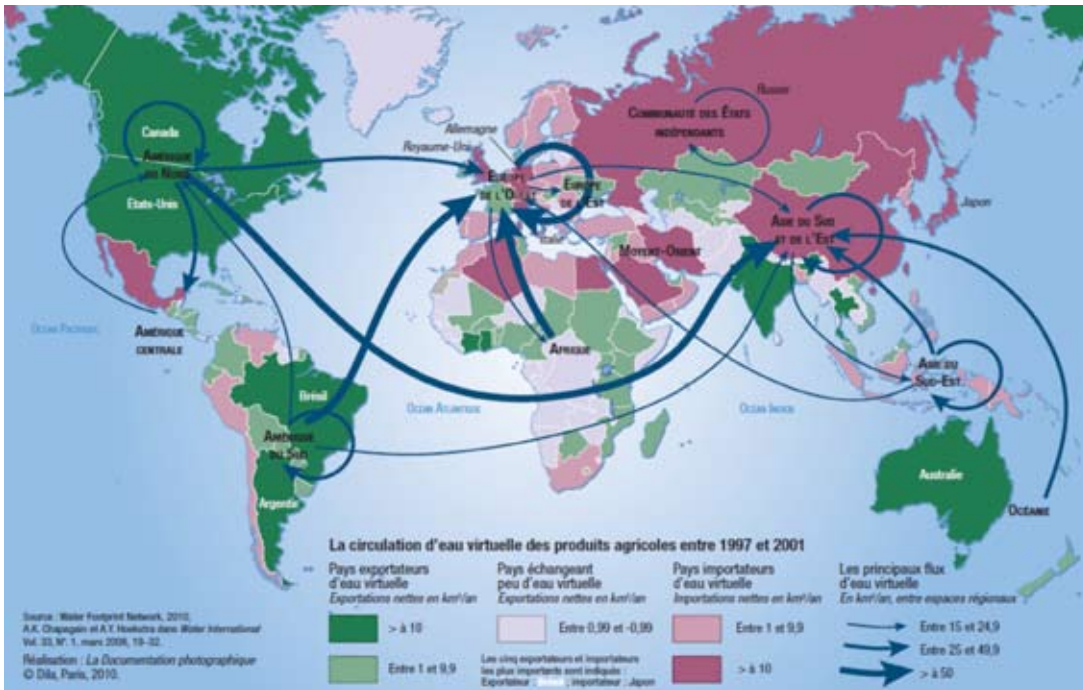 Canada
AMÉRIQUE
DU NORD
États-Unis
Allemagne
Royaume-Uni
EUROPE
DE L'OUEST
EUROPE
DE L'EST
Italie
Russie
COMMUNAUTÉ DES ÉTATS
INDÉPENDANTS
Japon
ASIE DU SUD
ET DE L'EST
MOYENT-ORIENT
OCÉAN PACIFIQUE
AMÉRIQUE
CENTRALE
AFRIQUE
Brésil
OCÉAN ATLANTIQUE
OCÉAN INDIEN
ASIE DU
SUD-EST
AMÉRIQUE
DU SUD
Argentine
Australie
OCÉANIE
La circulation d'eau virtuelle des produits agricoles entre 1997 et 2001
Pays exportateurs
d'eau virtuelle
Exportations nettes en km³/an
> à 10
Entre 1 et 9,9
Pays échangeant
peu d'eau virtuelle
Exportations nettes en km³/an
Entre 0,99 et -0,99
Les cinq exportateurs et importateurs
les plus importants sont indiqués :
Exportateur : ; importateur : Japon
Pays importateurs
d'eau virtuelle
Importations nettes en km³/an
Entre 1 et 9,9
> à 10
Les principaux flux
d'eau virtuelle
En km³/an, entre espaces régionaux
Entre 15 et 24,9
Entre 25 et 49,9
> à 50
Source : Water Footprint Network, 2010,
A.K. Chapagain et A.Y. Hoekstra dans Water International
Vol. 33, N°. 1. mars 2008, 19-32.
Réalisation : La Documentation photographique
© Dila, Paris, 2010.